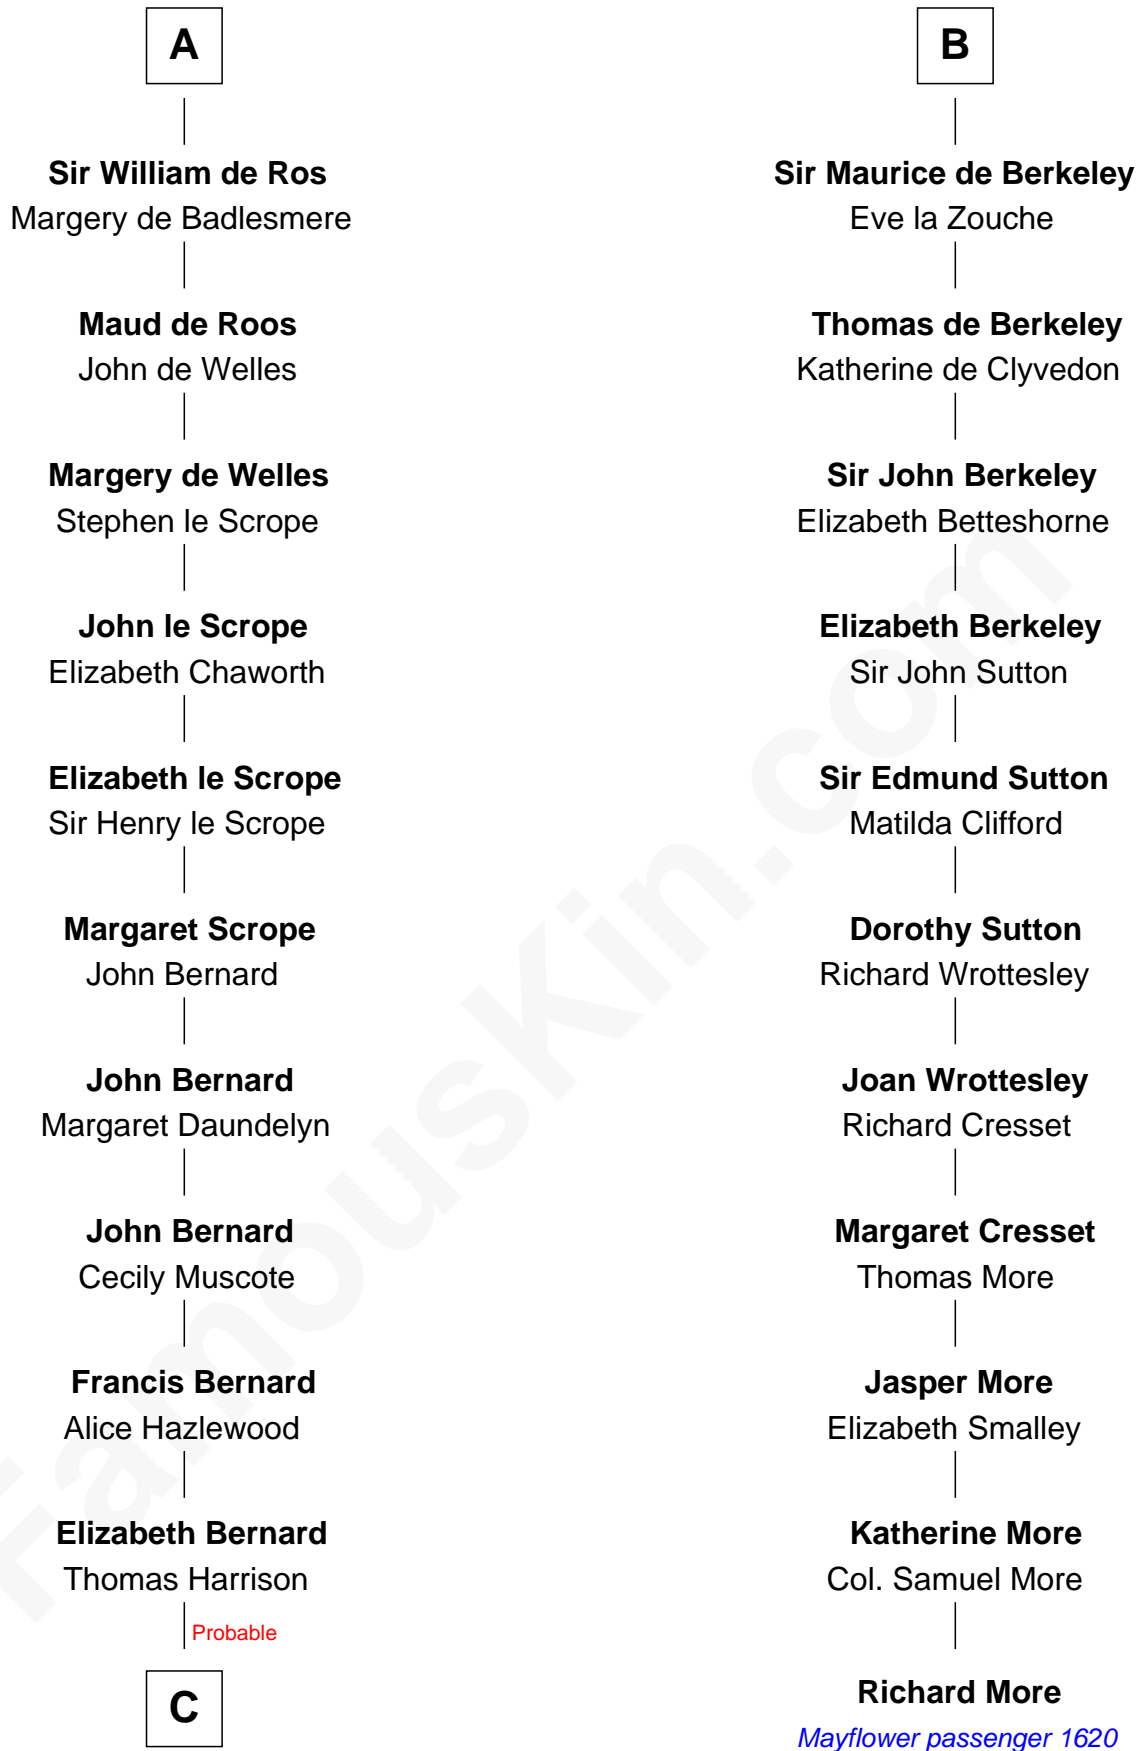 A
Sir William de Ros
Margery de Badlesmere
Maud de Roos
John de Welles
Margery de Welles
Stephen le Scrope
John le Scrope
Elizabeth Chaworth
Elizabeth le Scrope
Sir Henry le Scrope
Margaret Scrope
John Bernard
John Bernard
Margaret Daundelyn
John Bernard
Cecily Muscote
Francis Bernard
Alice Hazlewood
Elizabeth Bernard
Thomas Harrison
Probable
C
B
Sir Maurice de Berkeley
Eve la Zouche
Thomas de Berkeley
Katherine de Clyvedon
Sir John Berkeley
Elizabeth Betteshorne
Elizabeth Berkeley
Sir John Sutton
Sir Edmund Sutton
Matilda Clifford
Dorothy Sutton
Richard Wrottesley
Joan Wrottesley
Richard Cresset
Margaret Cresset
Thomas More
Jasper More
Elizabeth Smalley
Katherine More
Col. Samuel More
Richard More
Mayflower passenger 1620
FamousKin.com